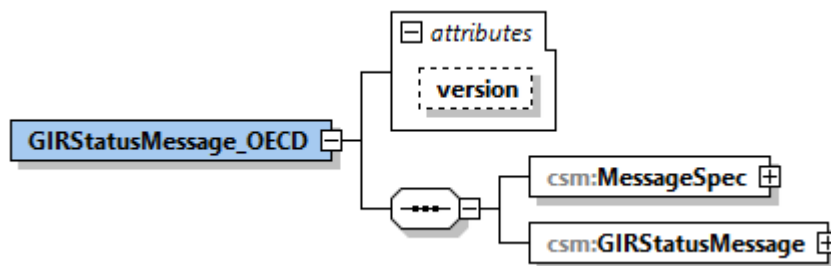 attributes
version
GIRStatusMessage_OECD
csm:MessageSpec
csm:GIRStatusMessage